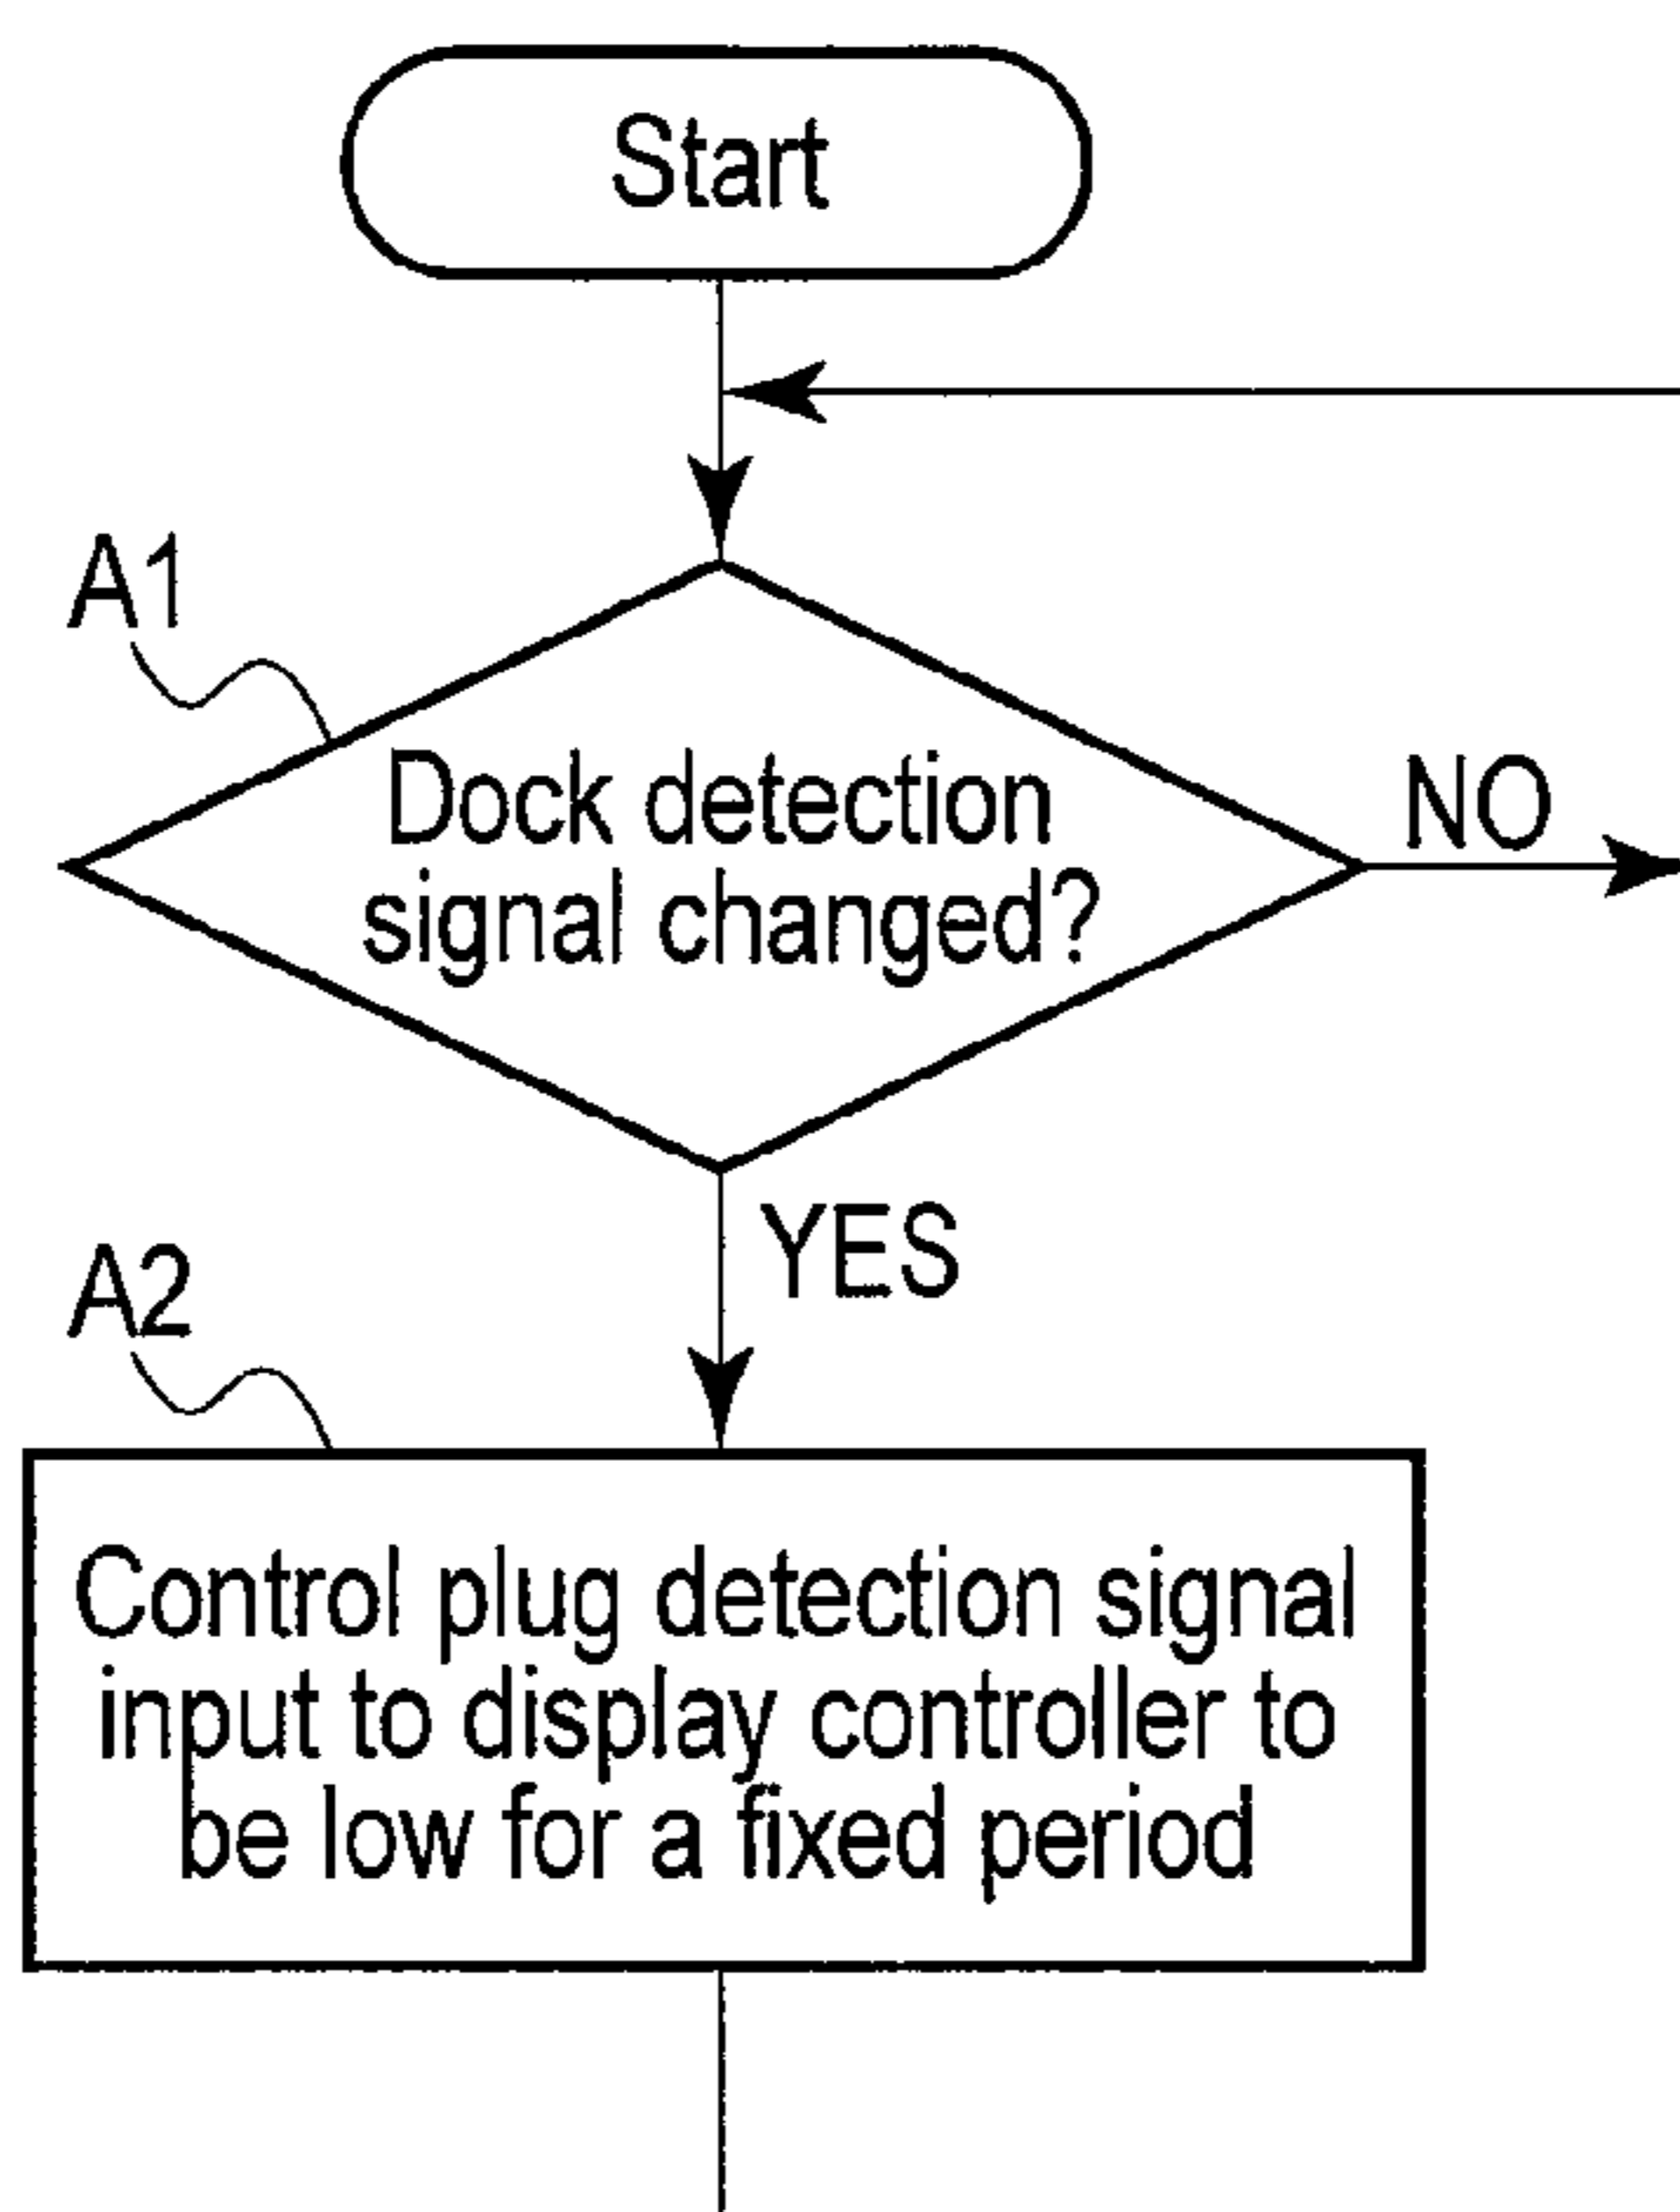 Start
A1
Dock detection
signal changed?
NO
YES
A2
Control plug detection signal
input to display controller to
be low for a fixed period